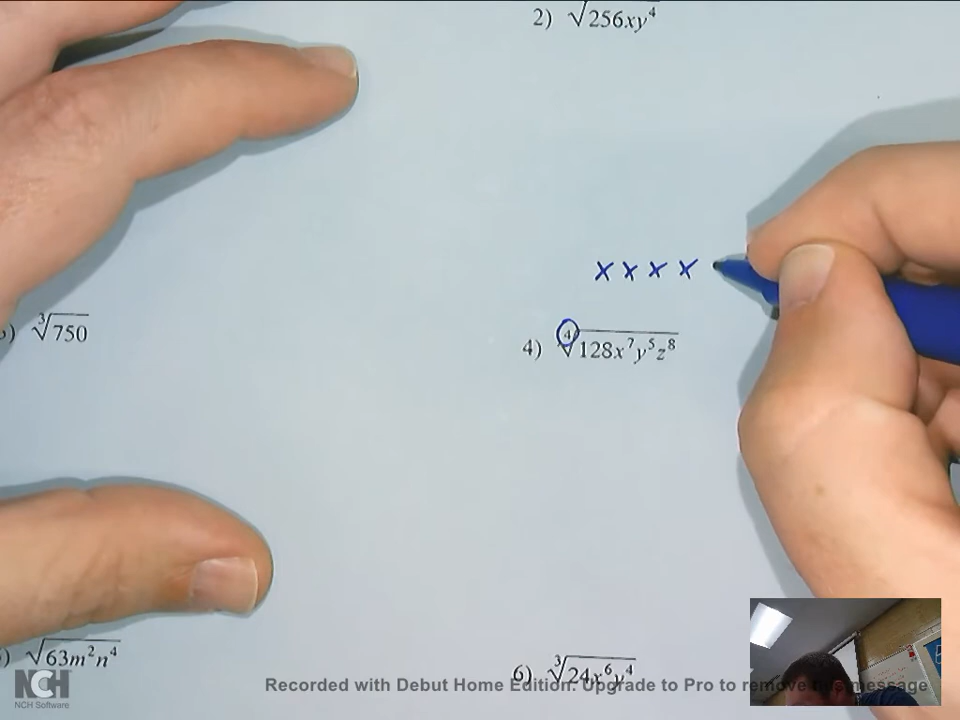 2) √256xy⁴
x x x x
) ∛750
4) ∜128x⁷y⁵z⁸
) √63m²n⁴
6) ∛24x⁶y⁴
Recorded with Debut Home Edition. Upgrade to Pro to remove this message
NCH
NCH Software